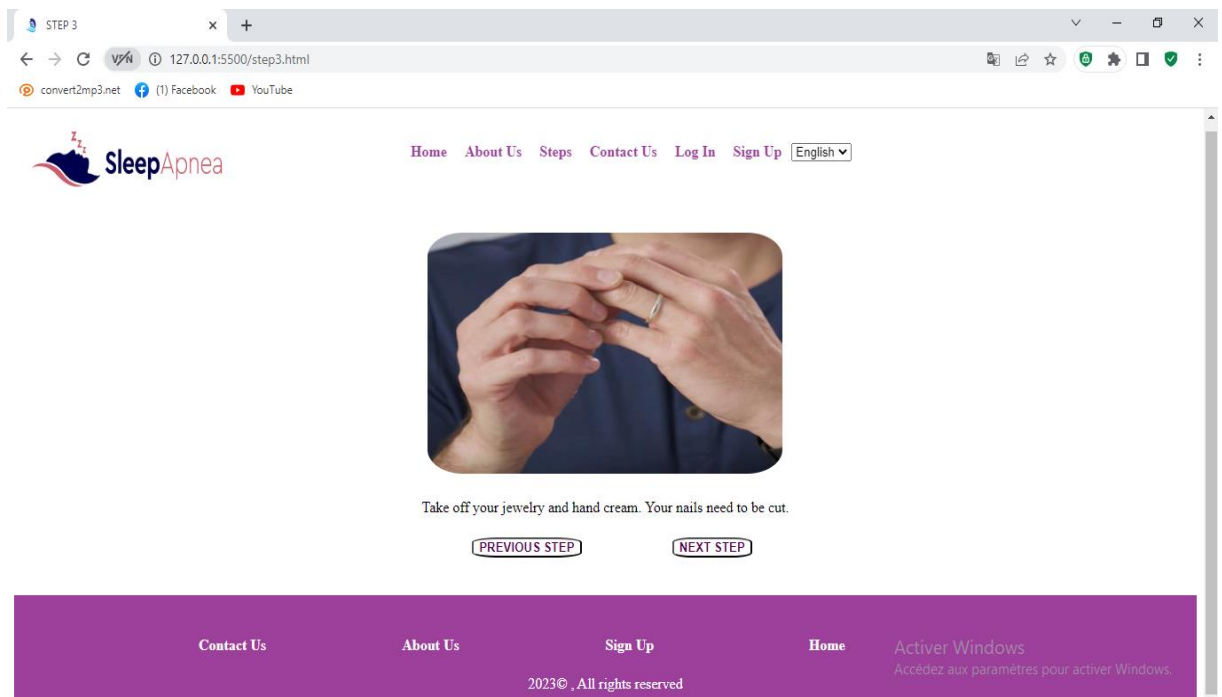 STEP 3
VPN 127.0.0.1:5500/step3.html
convert2mp3.net (1) Facebook YouTube
z z z
SleepApnea
Home About Us Steps Contact Us Log In Sign Up English
Take off your jewelry and hand cream. Your nails need to be cut.
PREVIOUS STEP NEXT STEP
Contact Us About Us Sign Up Home
Activer Windows
Accédez aux paramètres pour activer Windows.
2023© , All rights reserved